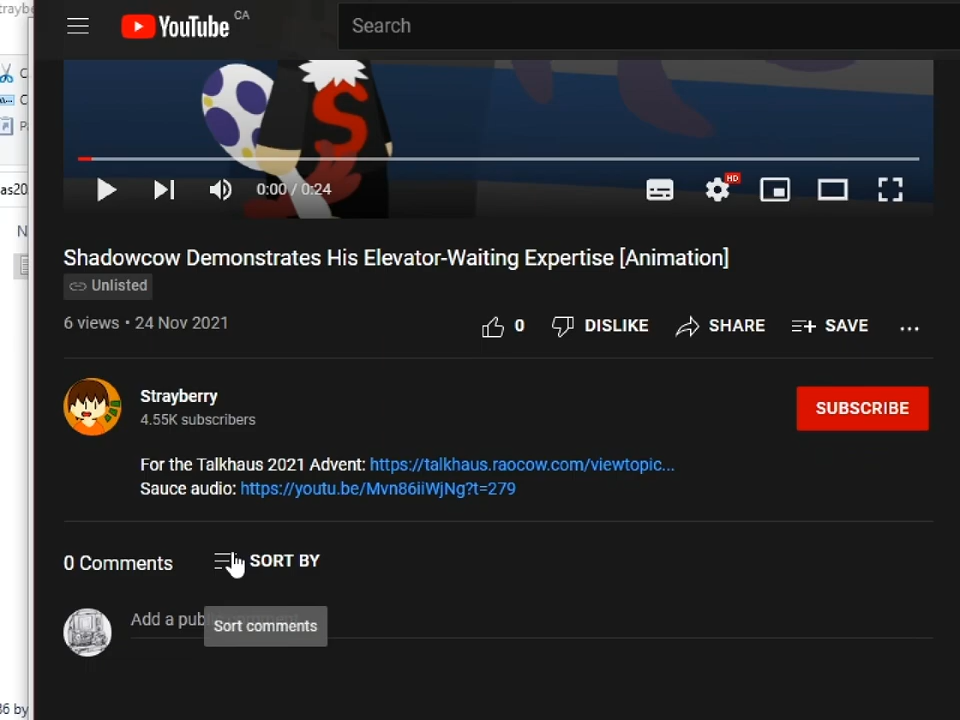 YouTube CA
Search
S
0:00 / 0:24
HD
Shadowcow Demonstrates His Elevator-Waiting Expertise [Animation]
Unlisted
6 views • 24 Nov 2021
0
DISLIKE
SHARE
SAVE
...
Strayberry
4.55K subscribers
SUBSCRIBE
For the Talkhaus 2021 Advent: https://talkhaus.raocow.com/viewtopic...
Sauce audio: https://youtu.be/Mvn86iiWjNg?t=279
0 Comments
SORT BY
Add a pub
Sort comments